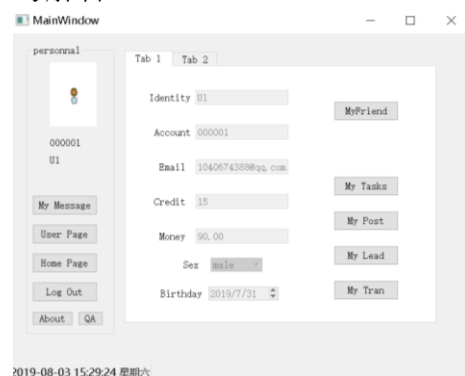 MainWindow
personnal
000001
U1
My Message
User Page
Home Page
Log Out
About QA
Tab 1 Tab 2
Identity U1
Account 000001
Email 1040674388@qq.com
Credit 15
Money 90.00
Sex male
Birthday 2019/7/31
MyFriend
My Tasks
My Post
My Lead
My Tran
2019-08-03 15:29:24 星期六